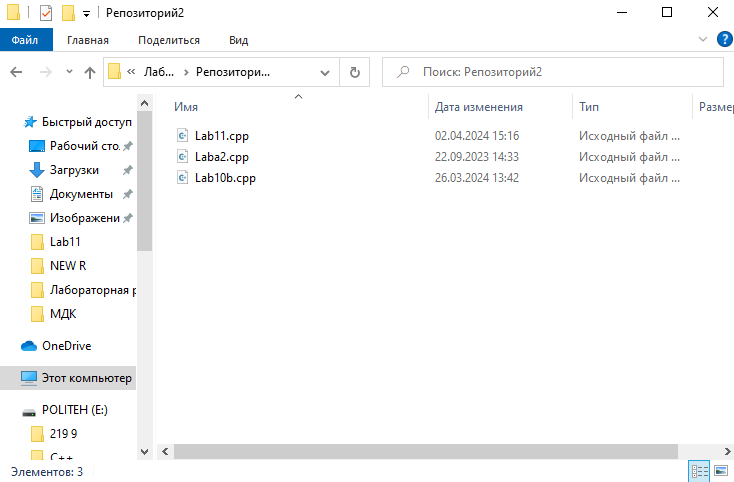 Репозиторий2
Файл Главная Поделиться Вид
Лаб... Репозитори... Поиск: Репозиторий2
Имя Дата изменения Тип Размер
Быстрый доступ
Рабочий сто.
Загрузки
Документы
Изображени
Lab11
NEW R
Лабораторная р
МДК
OneDrive
Этот компьютер
POLITEH (E:)
219 9
C++
Lab11.cpp 02.04.2024 15:16 Исходный файл ...
Laba2.cpp 22.09.2023 14:33 Исходный файл ...
Lab10b.cpp 26.03.2024 13:42 Исходный файл ...
Элементов: 3